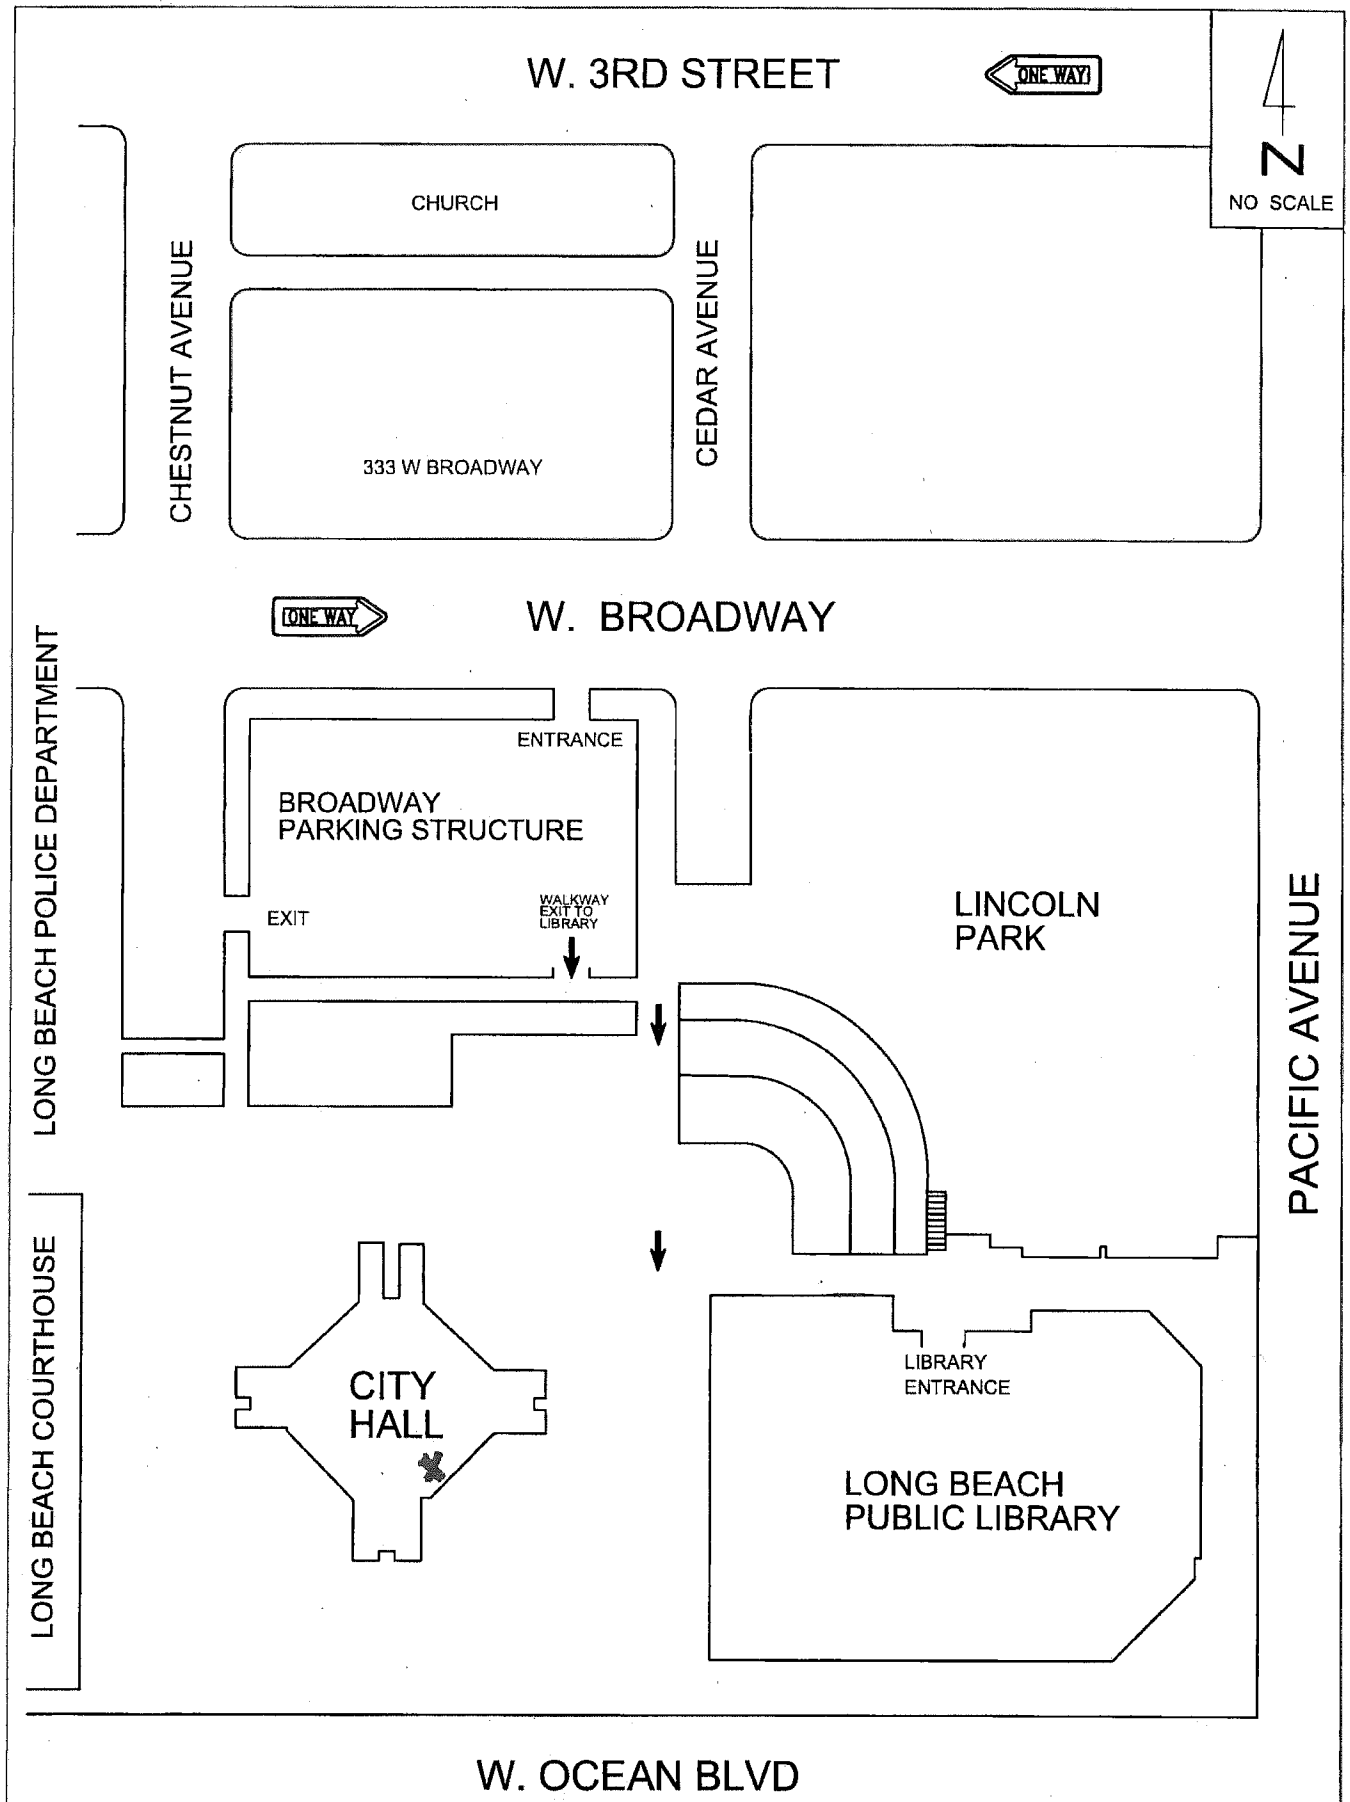 W. 3RD STREET
ONE WAY
N
NO SCALE
CHURCH
CHESTNUT AVENUE
CEDAR AVENUE
333 W BROADWAY
ONE WAY
W. BROADWAY
LONG BEACH POLICE DEPARTMENT
ENTRANCE
BROADWAY
PARKING STRUCTURE
EXIT
WALKWAY
EXIT TO
LIBRARY
LINCOLN
PARK
PACIFIC AVENUE
LONG BEACH COURTHOUSE
CITY
HALL
LIBRARY
ENTRANCE
LONG BEACH
PUBLIC LIBRARY
W. OCEAN BLVD